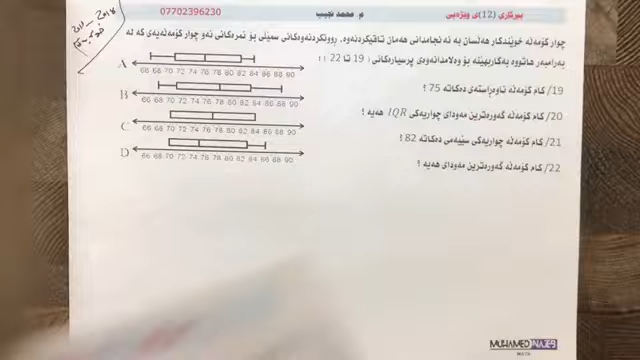 بیرکاری (12)ی وێژەیی
م. محمد نجیب
07702396230
چوار کۆمەڵە خوێندکار هەڵسان بە ئەنجامدانی هەمان تاقیکردنەوە، ڕوونکردنەوەکانی سمێڵی بۆ نمرەکانی ئەو چوار کۆمەڵەیەی کە لە
بەرامبەر هاتووە بەکاربهێنە بۆ وەڵامدانەوەی پرسیارەکانی ( 19 تا 22 ) :
19/ کام کۆمەڵە ناوەڕاستەی دەکاتە 75 ؟
20/ کام کۆمەڵە گەورەترین مەودای چواریەکی IQR هەیە ؟
21/ کام کۆمەڵە چواریەکی سێیەمی دەکاتە 82 ؟
22/ کام کۆمەڵە گەورەترین مەودای هەیە ؟
A
66 68 70 72 74 76 78 80 82 84 86 88 90
B
66 68 70 72 74 76 78 80 82 84 86 88 90
C
66 68 70 72 74 76 78 80 82 84 86 88 90
D
66 68 70 72 74 76 78 80 82 84 86 88 90
MUHAMED NAJEB
MATH